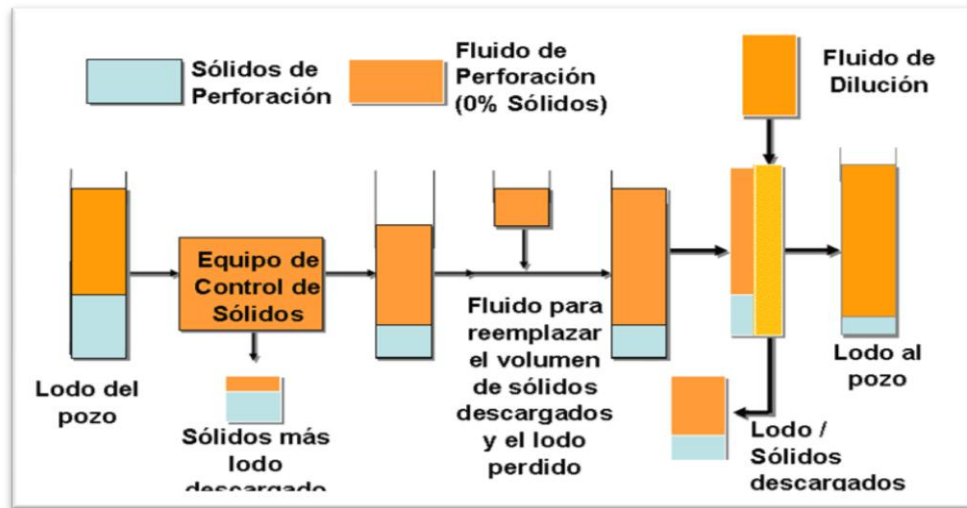 Sólidos de
Perforación
Fluido de
Perforación
(0% Sólidos)
Fluido de
Dilución
Equipo de
Control de
Sólidos
Lodo del
pozo
Sólidos más
lodo
descargado
Fluido para
reemplazar
el volumen
de sólidos
descargados
y el lodo
perdido
Lodo /
Sólidos
descargados
Lodo al
pozo